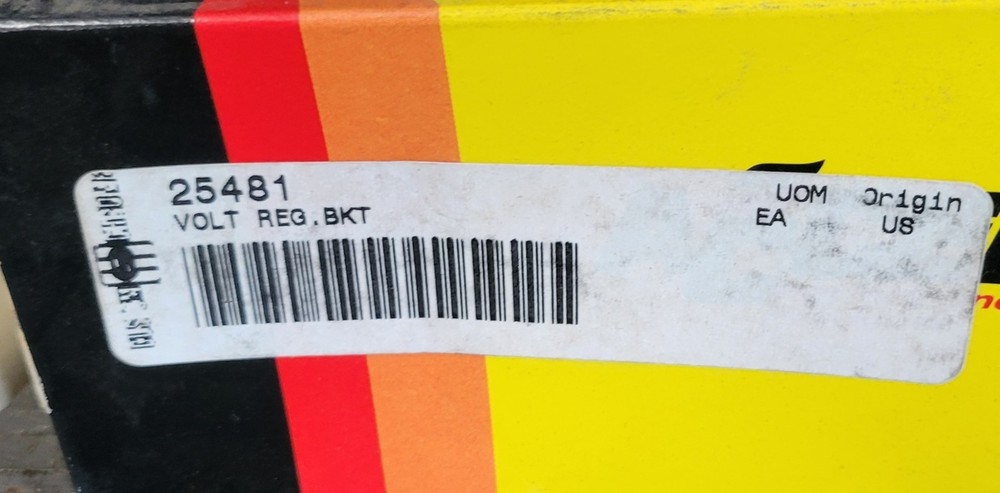 25481
VOLT REG.BKT
UOM Origin
EA US